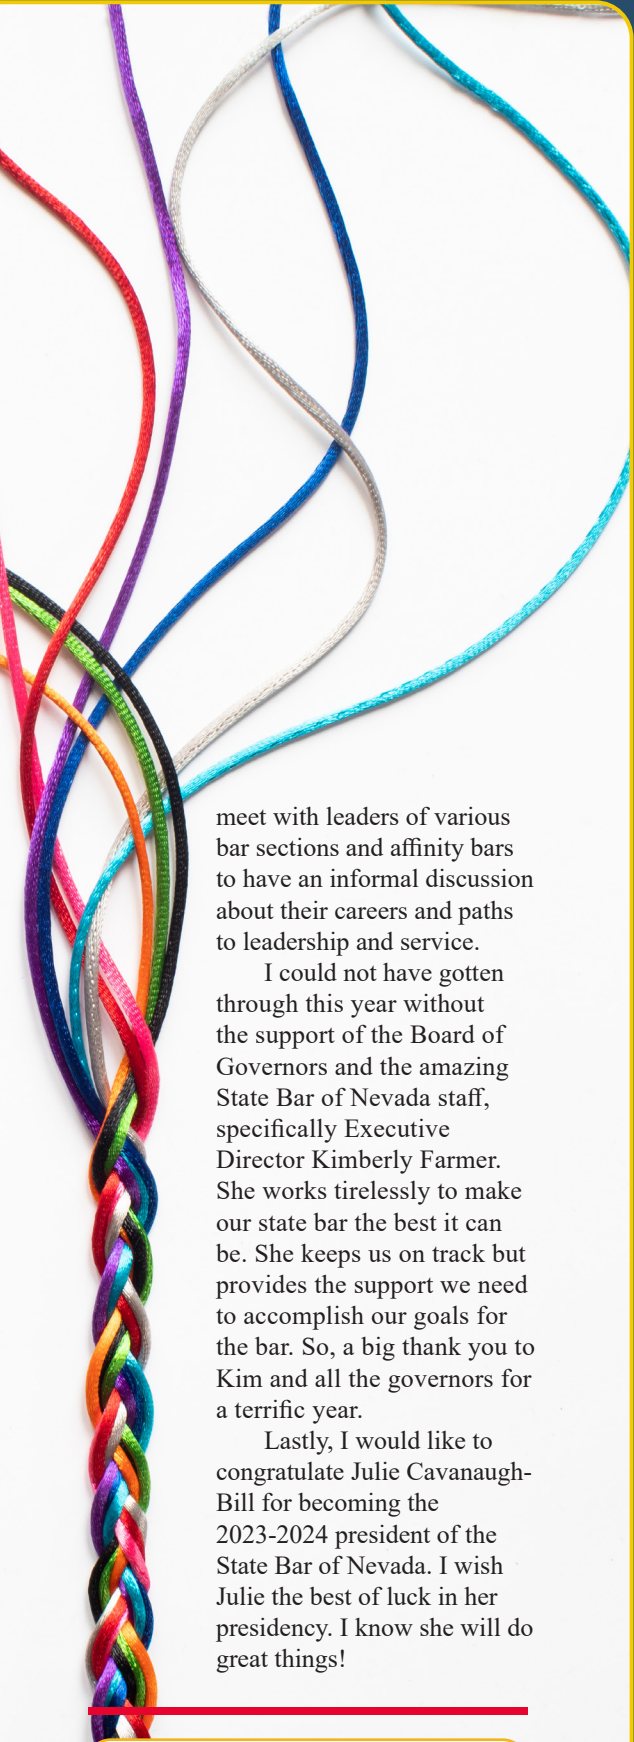 meet with leaders of various
bar sections and affinity bars
to have an informal discussion
about their careers and paths
to leadership and service.
I could not have gotten
through this year without
the support of the Board of
Governors and the amazing
State Bar of Nevada staff,
specifically Executive
Director Kimberly Farmer.
She works tirelessly to make
our state bar the best it can
be. She keeps us on track but
provides the support we need
to accomplish our goals for
the bar. So, a big thank you to
Kim and all the governors for
a terrific year.
Lastly, I would like to
congratulate Julie Cavanaugh-
Bill for becoming the
2023-2024 president of the
State Bar of Nevada. I wish
Julie the best of luck in her
presidency. I know she will do
great things!